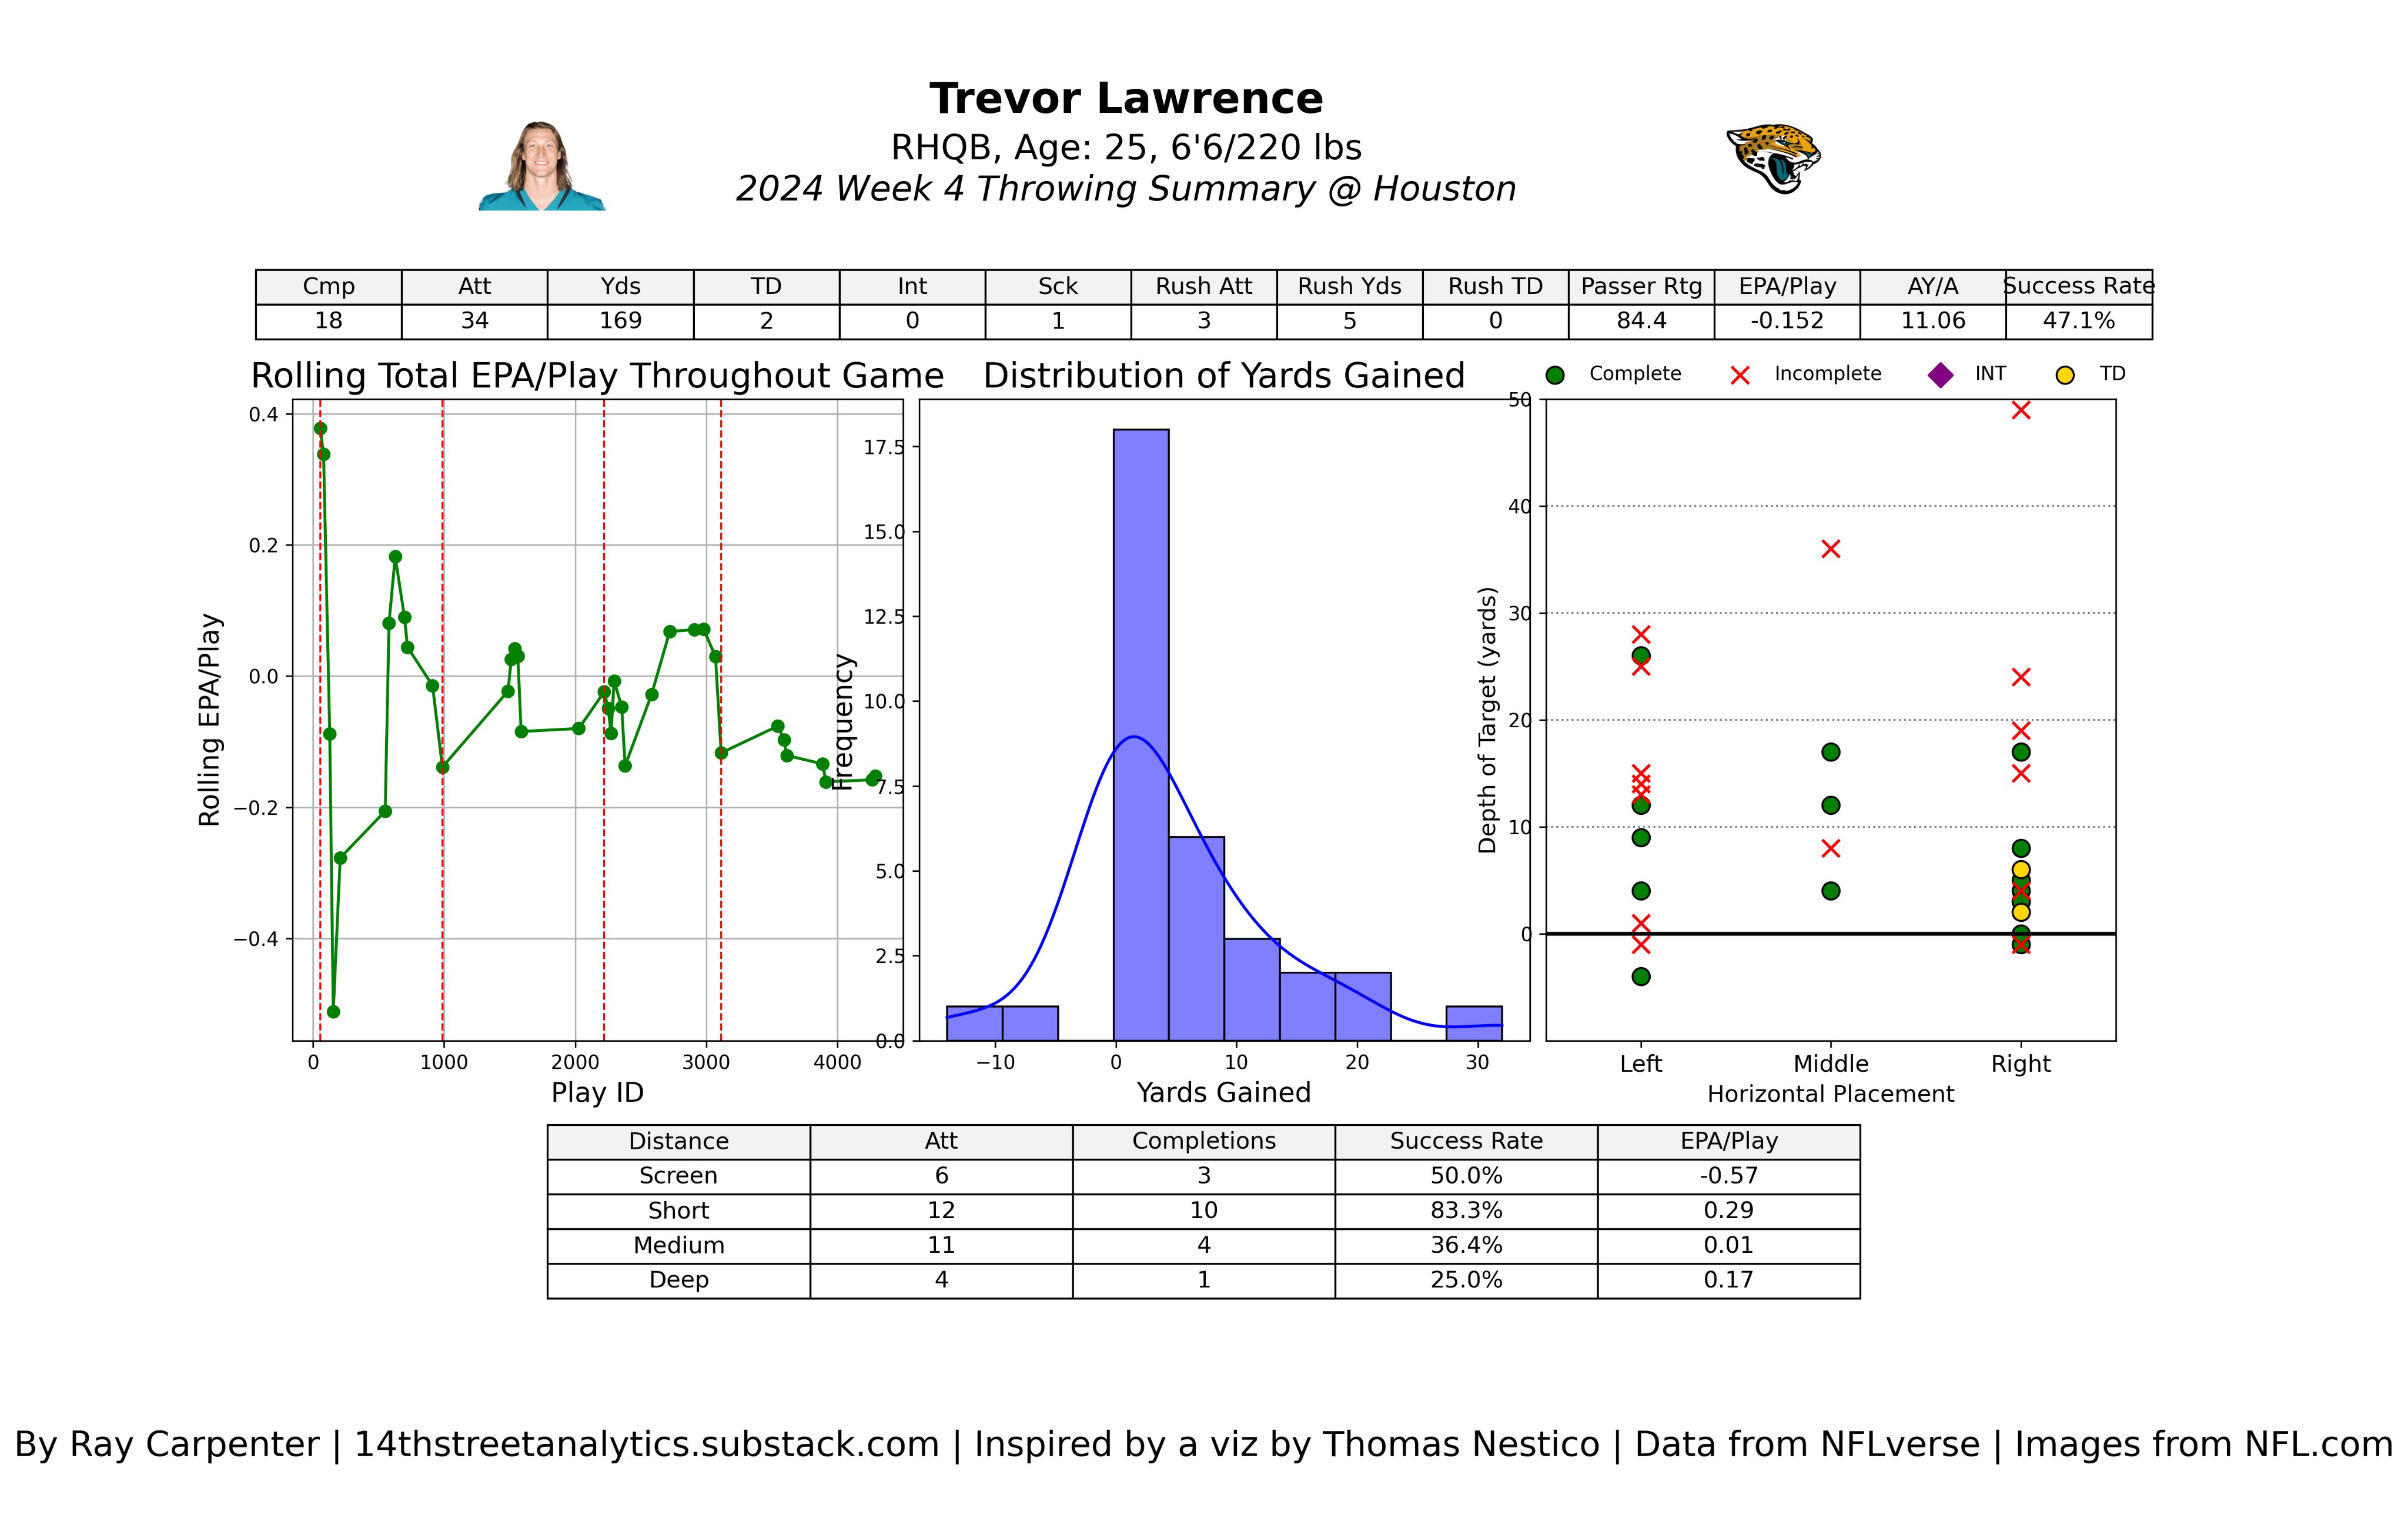 Trevor Lawrence
RHQB, Age: 25, 6'6/220 lbs
2024 Week 4 Throwing Summary @ Houston
Cmp Att Yds TD Int Sck Rush Att Rush Yds Rush TD Passer Rtg EPA/Play AY/A Success Rate
18 34 169 2 0 1 3 5 0 84.4 -0.152 11.06 47.1%
Rolling Total EPA/Play Throughout Game
0.4
0.2
0.0
−0.2
−0.4
Rolling EPA/Play
0 1000 2000 3000 4000
Play ID
Distribution of Yards Gained
17.5
15.0
12.5
10.0
7.5
5.0
2.5
0.0
Frequency
−10 0 10 20 30
Yards Gained
Complete Incomplete INT TD
50
40
30
20
10
0
Depth of Target (yards)
Left Middle Right
Horizontal Placement
Distance Att Completions Success Rate EPA/Play
Screen 6 3 50.0% -0.57
Short 12 10 83.3% 0.29
Medium 11 4 36.4% 0.01
Deep 4 1 25.0% 0.17
By Ray Carpenter | 14thstreetanalytics.substack.com | Inspired by a viz by Thomas Nestico | Data from NFLverse | Images from NFL.com